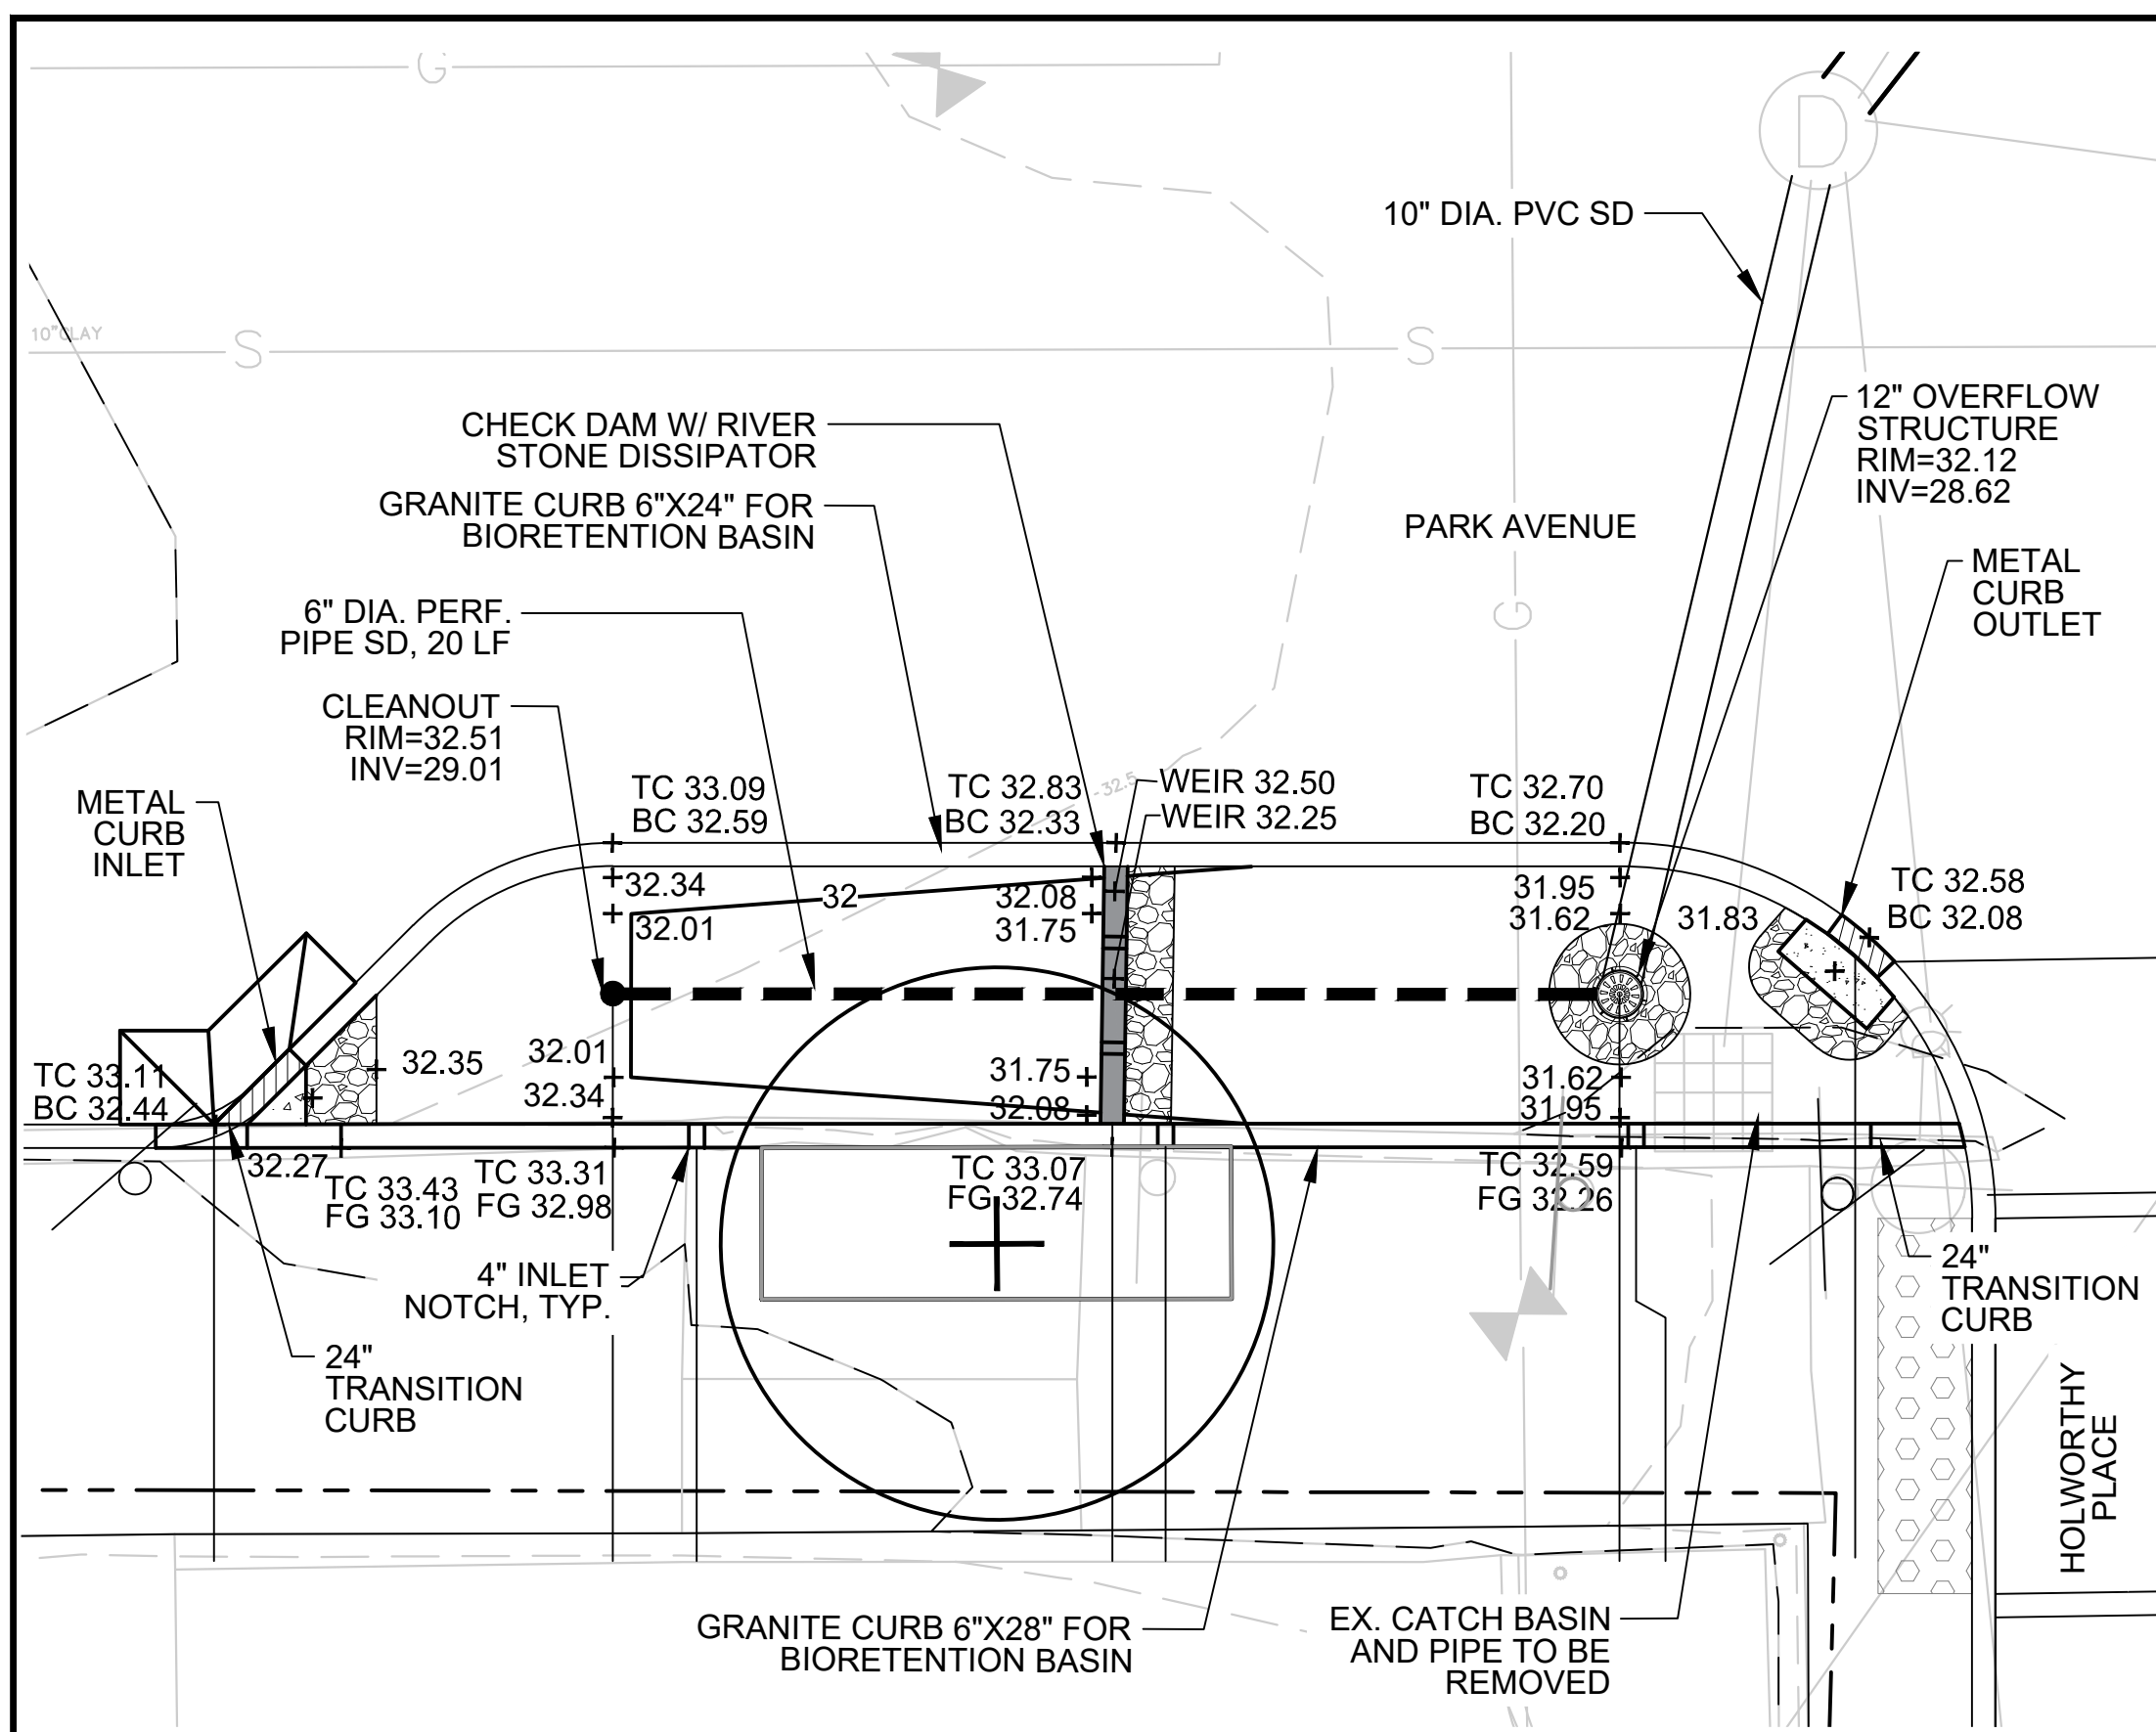 G
D
10" DIA. PVC SD
10"CLAY
S
S
CHECK DAM W/ RIVER
STONE DISSIPATOR
12" OVERFLOW
STRUCTURE
RIM=32.12
INV=28.62
GRANITE CURB 6"X24" FOR
BIORETENTION BASIN
PARK AVENUE
METAL
CURB
OUTLET
6" DIA. PERF.
PIPE SD, 20 LF
G
CLEANOUT
RIM=32.51
INV=29.01
METAL
CURB
INLET
TC 33.09
BC 32.59
TC 32.83
BC 32.33
-32.5
WEIR 32.50
WEIR 32.25
TC 32.70
BC 32.20
32.34
32
32.01
32.08
31.75
31.95
31.62
31.83
TC 32.58
BC 32.08
TC 33.11
BC 32.44
32.35
32.01
32.34
31.75
32.08
31.62
31.95
32.27
TC 33.43
FG 33.10
TC 33.31
FG 32.98
TC 33.07
FG 32.74
TC 32.59
FG 32.26
4" INLET
NOTCH, TYP.
24"
TRANSITION
CURB
24"
TRANSITION
CURB
HOLWORTHY
PLACE
GRANITE CURB 6"X28" FOR
BIORETENTION BASIN
EX. CATCH BASIN
AND PIPE TO BE
REMOVED